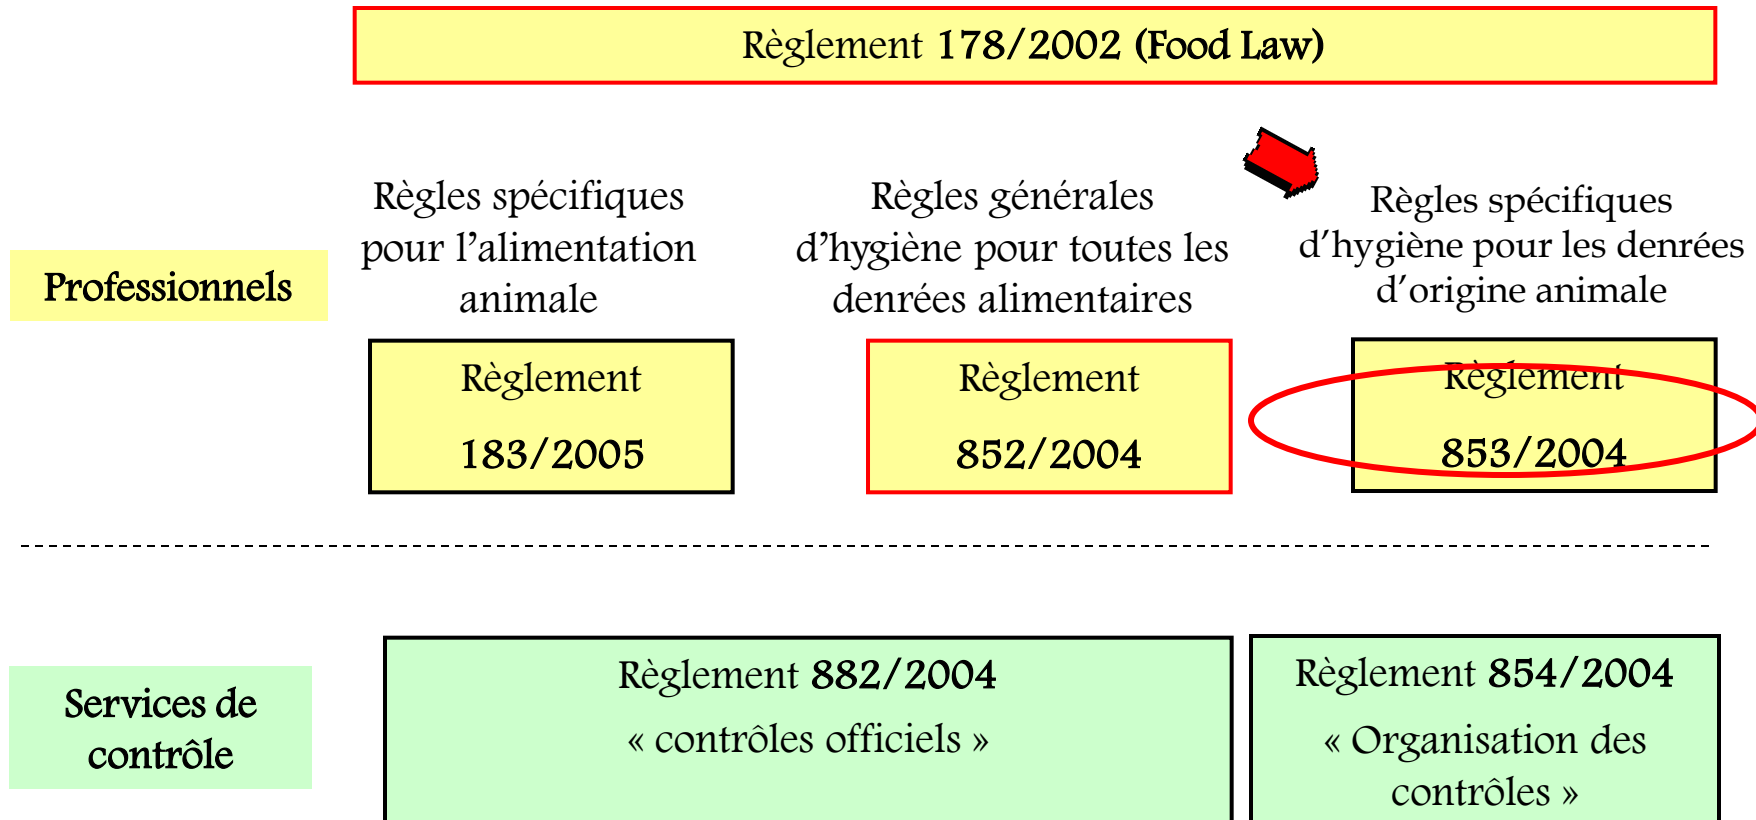 Règlement 178/2002 (Food Law)
Règles spécifiques
pour l’alimentation
animale
Règles générales
d’hygiène pour toutes les
denrées alimentaires
Règles spécifiques
d’hygiène pour les denrées
d’origine animale
Professionnels
Règlement
183/2005
Règlement
852/2004
Règlement
853/2004
Services de
contrôle
Règlement 882/2004
« contrôles officiels »
Règlement 854/2004
« Organisation des
contrôles »